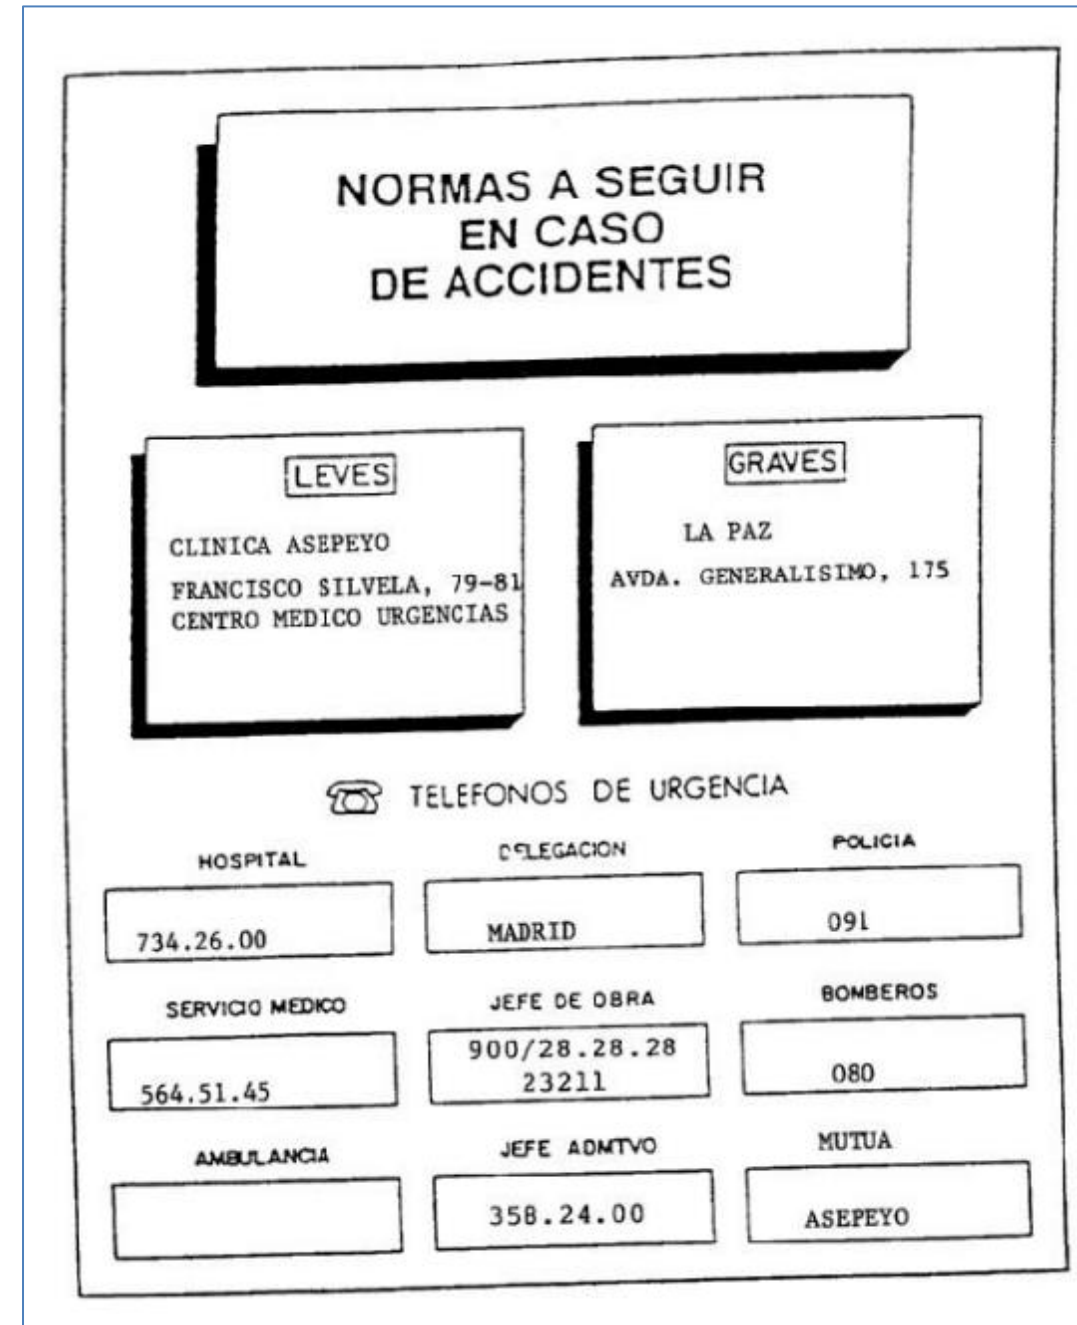 NORMAS A SEGUIR
EN CASO
DE ACCIDENTES
LEVES
CLINICA ASEPEYO
FRANCISCO SILVELA, 79-81
CENTRO MEDICO URGENCIAS
GRAVES
LA PAZ
AVDA. GENERALISIMO, 175
TELEFONOS DE URGENCIA
HOSPITAL DELEGACION POLICIA
734.26.00 MADRID 091
SERVICIO MEDICO JEFE DE OBRA BOMBEROS
564.51.45 900/28.28.28 080
23211
AMBULANCIA JEFE ADMTVO MUTUA
358.24.00 ASEPEYO